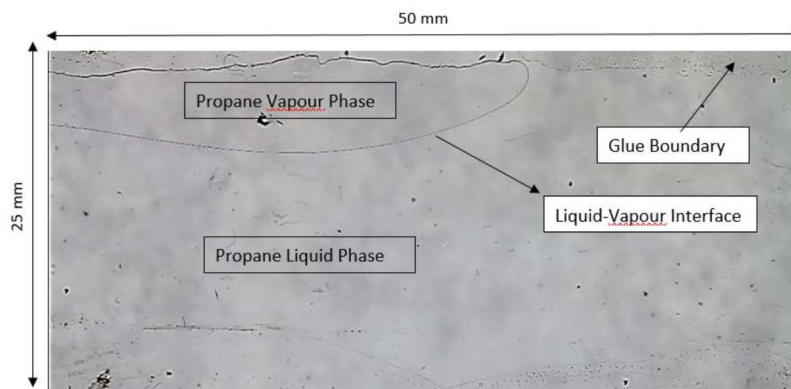 50 mm
Propane Vapour Phase
Glue Boundary
25 mm
Liquid-Vapour Interface
Propane Liquid Phase